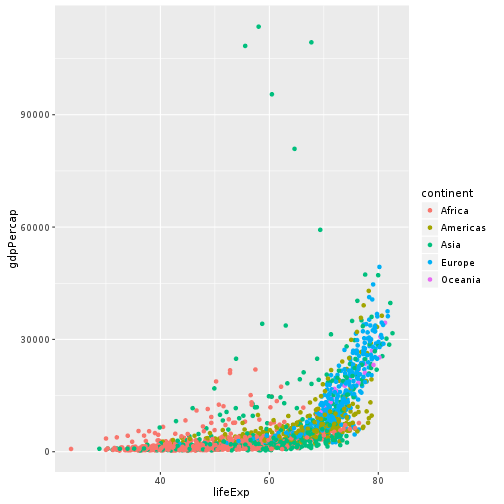 90000
60000
30000
0
gdpPercap
40
60
80
lifeExp
continent
Africa
Americas
Asia
Europe
Oceania